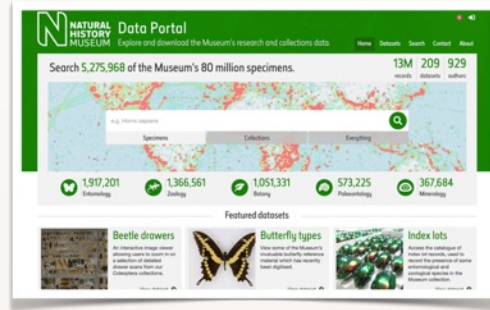 NATURAL
HISTORY
MUSEUM
Data Portal
Explore and download the Museum's research and collections data.
Home Datasets Search Contact About
Search 5,275,968 of the Museum's 80 million specimens.
13M 209 929
records datasets authors
e.g. Homo sapiens
Specimens Collections Everything
1,917,201
Entomology
1,366,561
Zoology
1,051,331
Botany
573,225
Palaeontology
367,684
Mineralogy
Featured datasets
Beetle drawers
An interactive image viewer
allowing users to zoom in on
a selection of detailed
drawer scans from our
Coleoptera collections.
Butterfly types
View some of the Museum's
invaluable butterfly reference
material which has recently
been digitised.
Index lots
Access the catalogue of
index lot records, used to
record the presence of some
entomological and
zoological species in the
Museum collection.